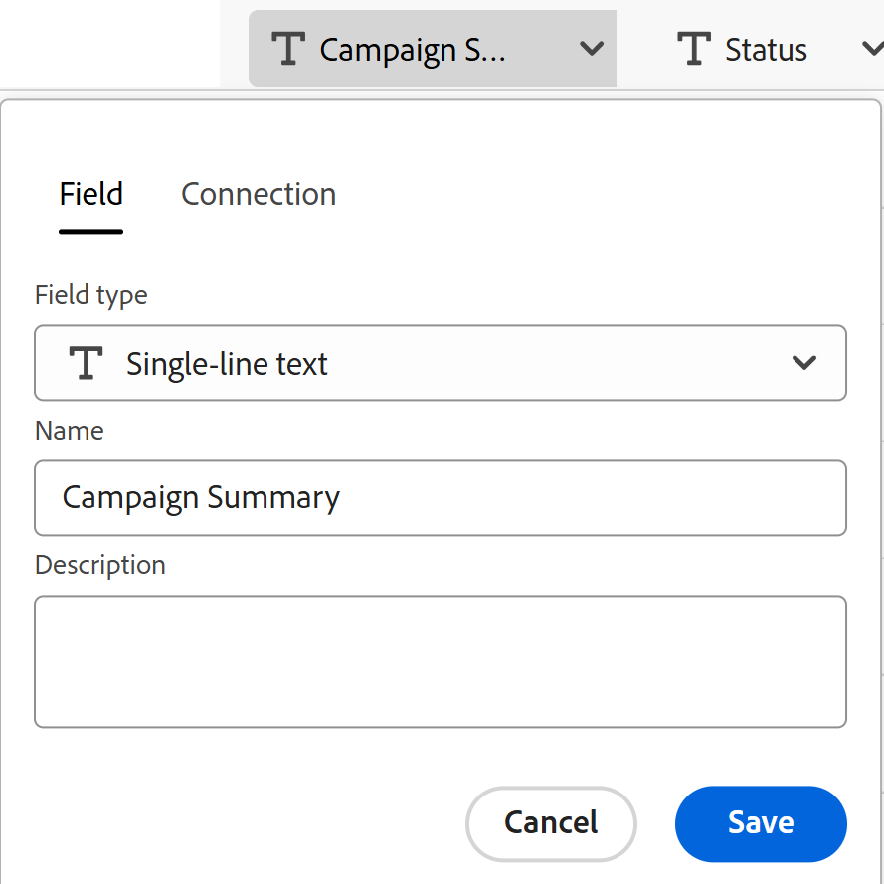 Campaign S... Status
Field Connection
Field type
Single-line text
Name
Campaign Summary
Description
Cancel Save